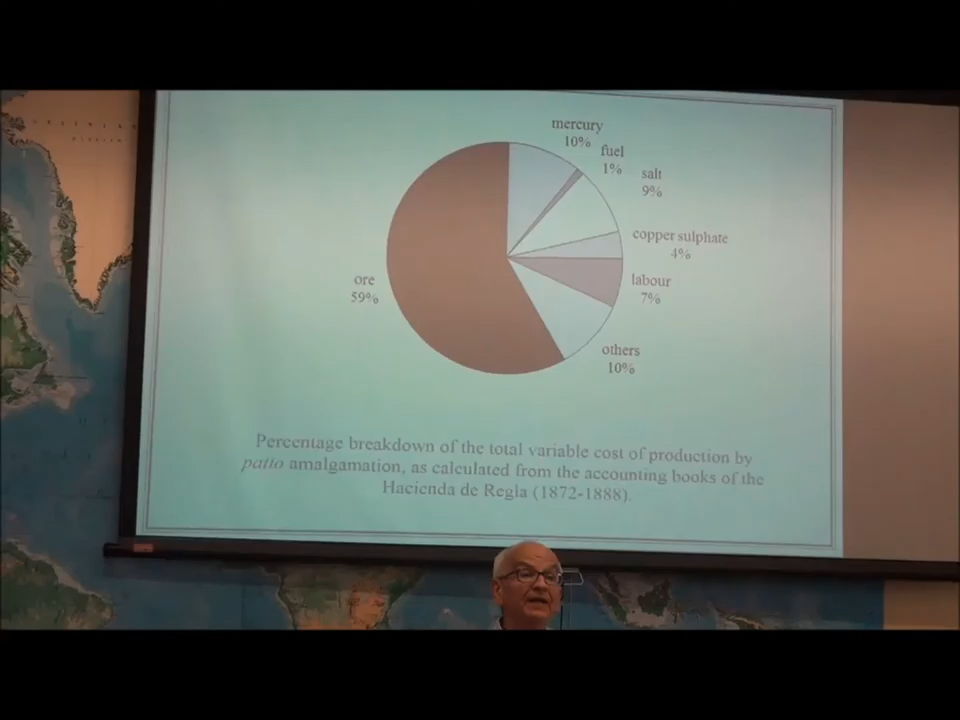 mercury
10%
fuel
1%
salt
9%
copper sulphate
4%
ore
59%
labour
7%
others
10%
Percentage breakdown of the total variable cost of production by
patio amalgamation, as calculated from the accounting books of the
Hacienda de Regla (1872-1888).